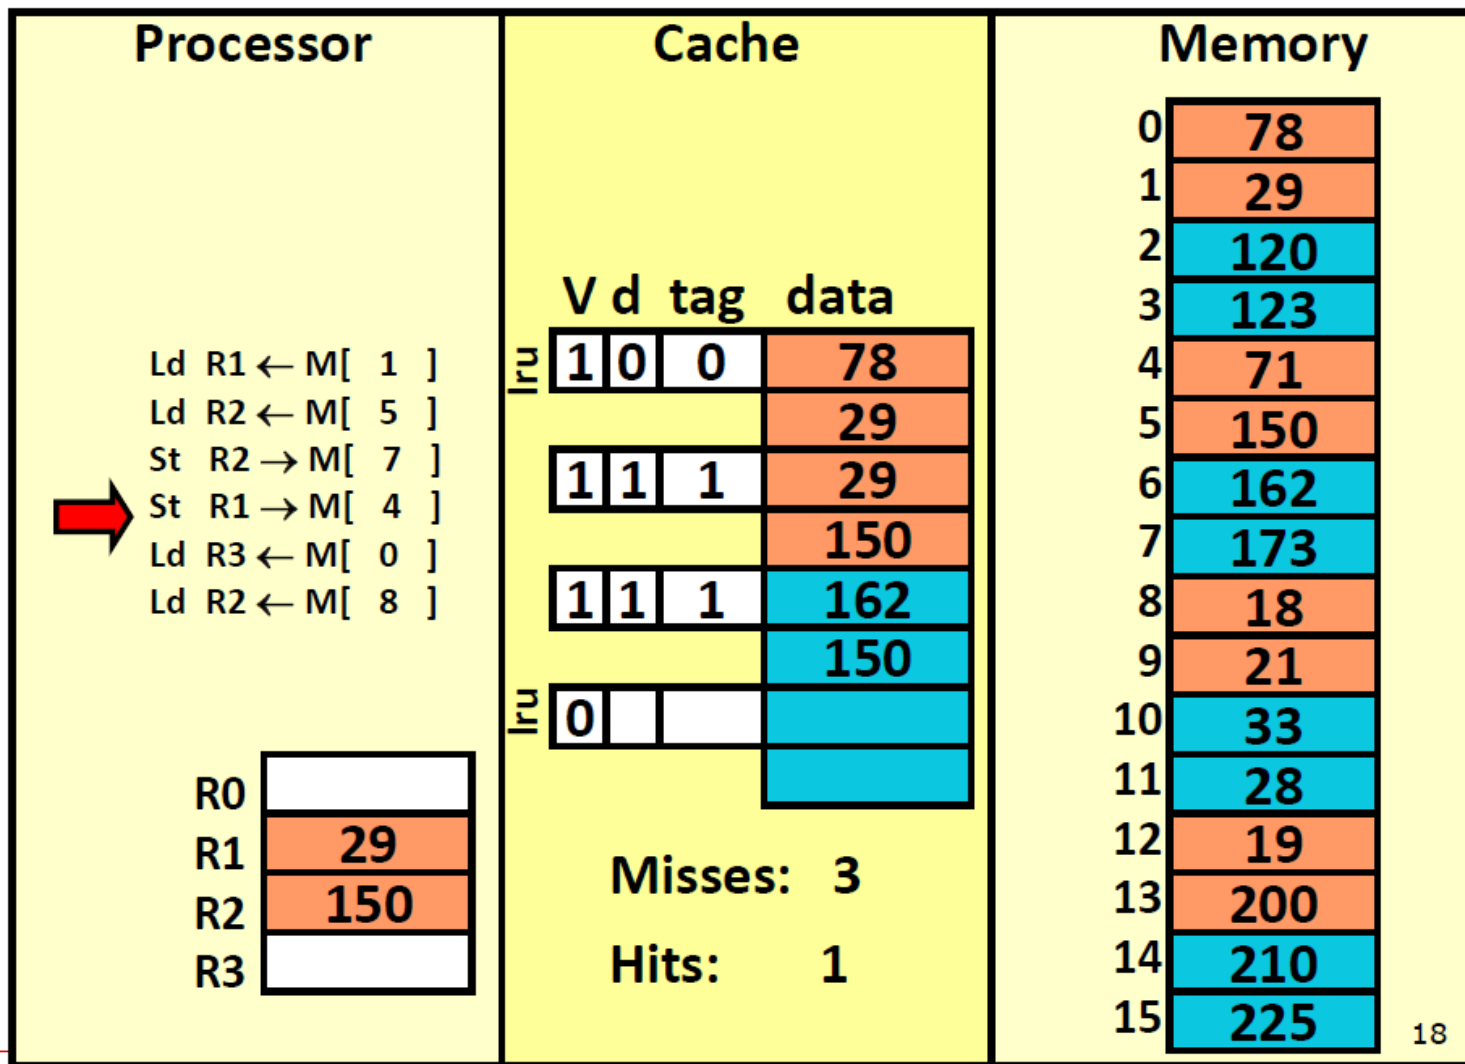 Processor
Ld R1 ← M[ 1 ]
Ld R2 ← M[ 5 ]
St R2 → M[ 7 ]
St R1 → M[ 4 ]
Ld R3 ← M[ 0 ]
Ld R2 ← M[ 8 ]
R0
R1 29
R2 150
R3
Cache
V d tag data
lru 1 0 0 78
29
1 1 1 29
150
1 1 1 162
150
lru 0
Misses: 3
Hits: 1
Memory
0 78
1 29
2 120
3 123
4 71
5 150
6 162
7 173
8 18
9 21
10 33
11 28
12 19
13 200
14 210
15 225
18